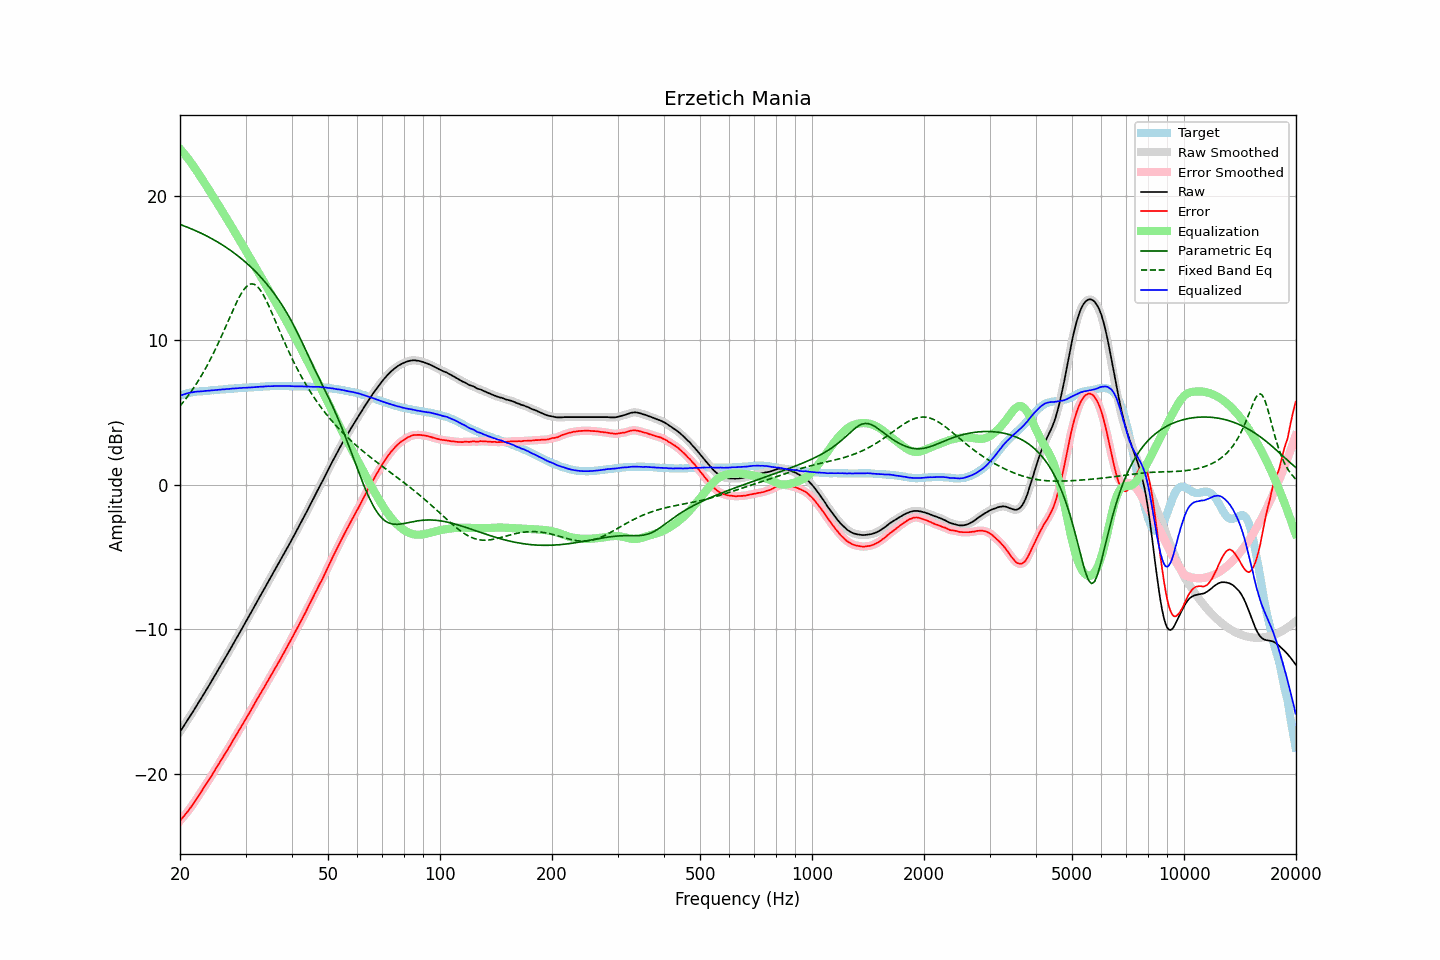 Erzetich Mania
Amplitude (dBr)
20
10
0
−10
−20
Target
Raw Smoothed
Error Smoothed
Raw
Error
Equalization
Parametric Eq
Fixed Band Eq
Equalized
20
50
100
200
500
1000
2000
5000
10000
20000
Frequency (Hz)